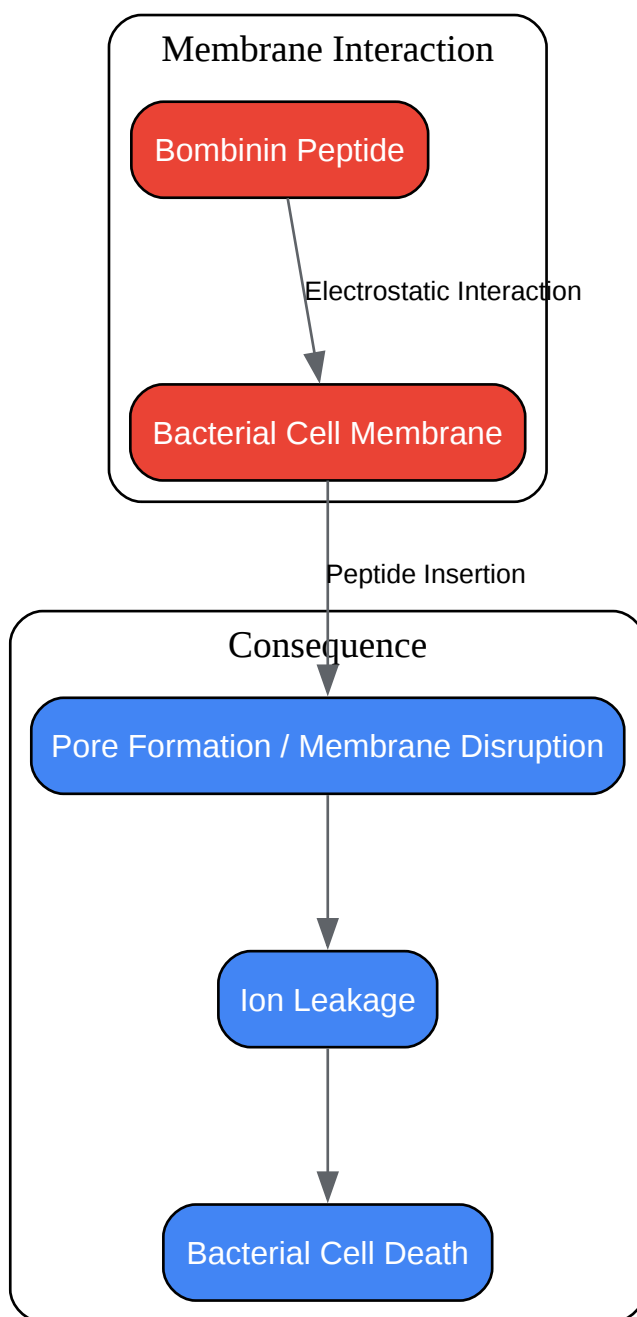 Membrane Interaction
Bombinin Peptide
Electrostatic Interaction
Bacterial Cell Membrane
Peptide Insertion
Consequence
Pore Formation / Membrane Disruption
Ion Leakage
Bacterial Cell Death